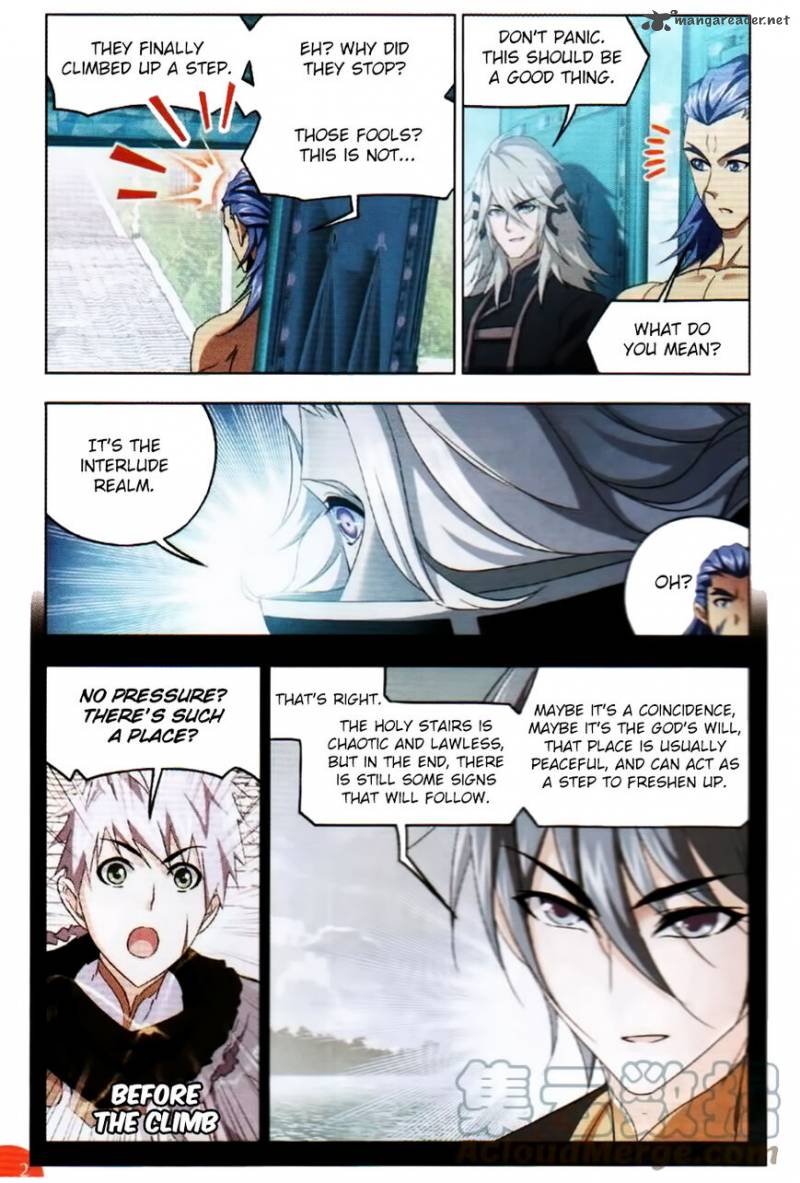 mangareader.net
THEY FINALLY
CLIMBED UP A STEP.
EH? WHY DID
THEY STOP?
THOSE FOOLS?
THIS IS NOT...
DON'T PANIC.
THIS SHOULD BE
A GOOD THING.
WHAT DO
YOU MEAN?
IT'S THE
INTERLUDE
REALM.
OH?
NO PRESSURE?
THERE'S SUCH
A PLACE?
BEFORE
THE CLIMB
THAT'S RIGHT.
THE HOLY STAIRS IS
CHAOTIC AND LAWLESS,
BUT IN THE END, THERE
IS STILL SOME SIGNS
THAT WILL FOLLOW.
MAYBE IT'S A COINCIDENCE,
MAYBE IT'S THE GOD'S WILL,
THAT PLACE IS USUALLY
PEACEFUL, AND CAN ACT AS
A STEP TO FRESHEN UP.
集云数据
ACloudMerge.com
2